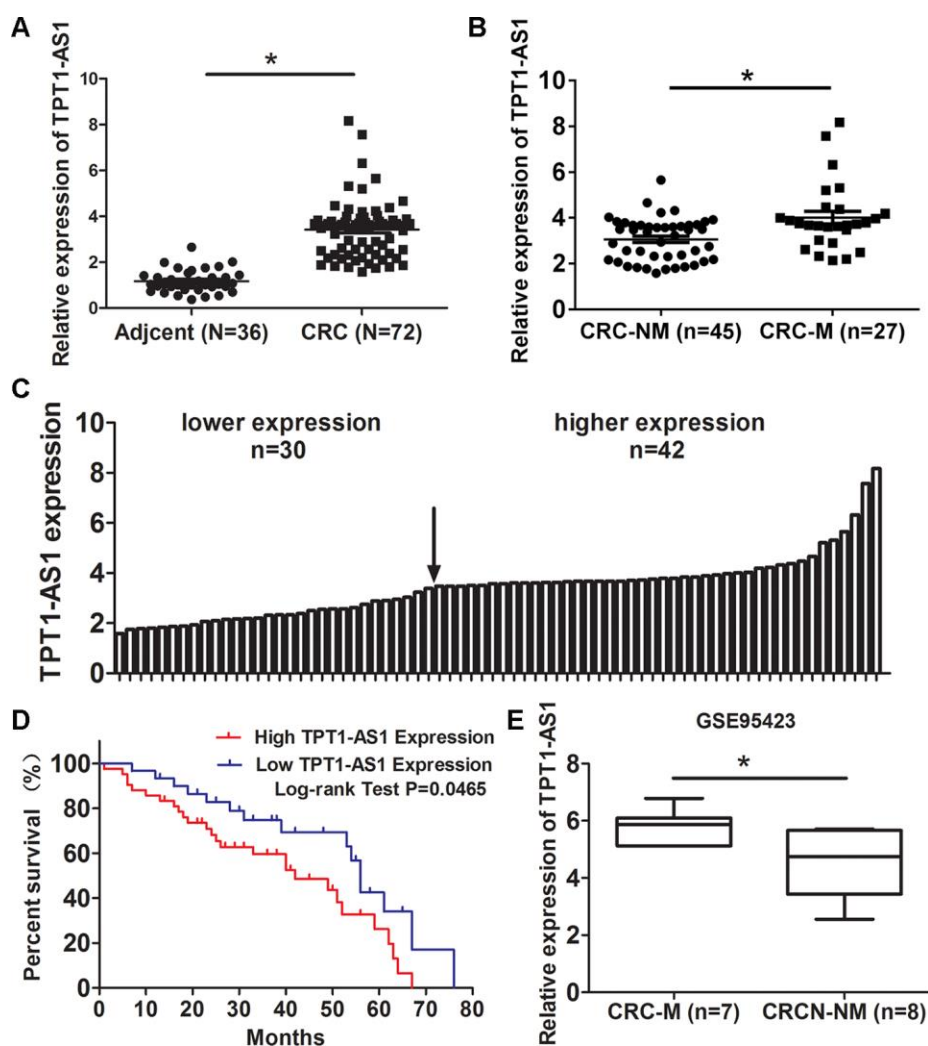 A
Relative expression of TPT1-AS1
10
8
6
4
2
0
*
Adjcent (N=36)
CRC (N=72)
B
Relative expression of TPT1-AS1
10
8
6
4
2
0
*
CRC-NM (n=45)
CRC-M (n=27)
C
TPT1-AS1 expression
10
8
6
4
2
0
lower expression
n=30
higher expression
n=42
D
Percent survival (%)
100
80
60
40
20
0
High TPT1-AS1 Expression
Low TPT1-AS1 Expression
Log-rank Test P=0.0465
0 10 20 30 40 50 60 70 80
Months
E
GSE95423
Relative expression of TPT1-AS1
8
6
4
2
0
*
CRC-M (n=7)
CRCN-NM (n=8)